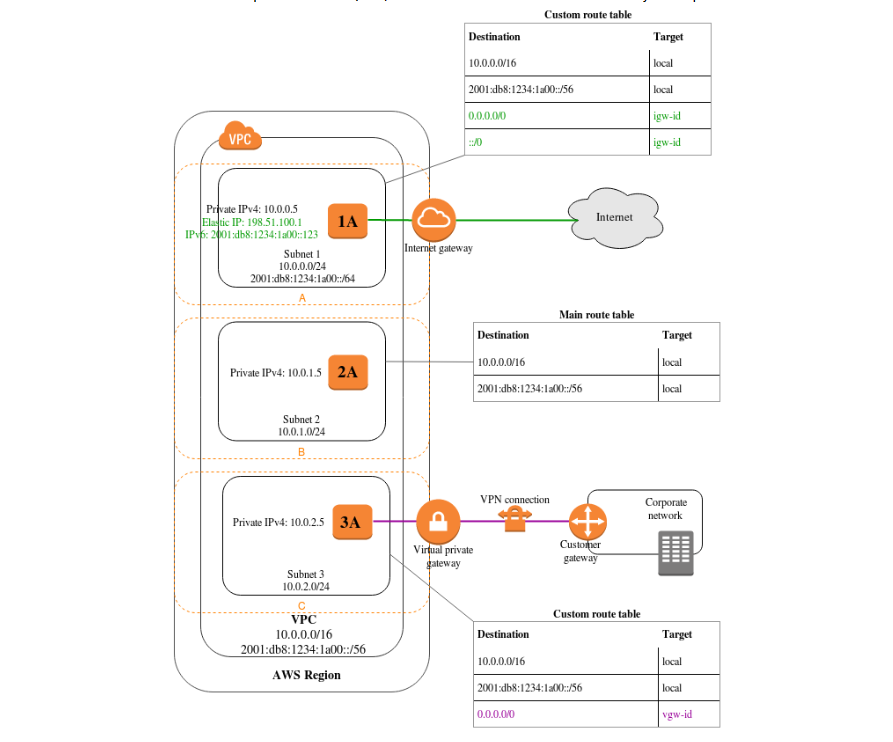 Custom route table
Destination Target
10.0.0.0/16 local
2001:db8:1234:1a00::/56 local
0.0.0.0/0 igw-id
::/0 igw-id
VPC
Private IPv4: 10.0.0.5
Elastic IP: 198.51.100.1
IPv6: 2001:db8:1234:1a00::123
1A
Subnet 1
10.0.0.0/24
2001:db8:1234:1a00::/64
A
Internet gateway
Internet
Main route table
Destination Target
10.0.0.0/16 local
2001:db8:1234:1a00::/56 local
Private IPv4: 10.0.1.5
2A
Subnet 2
10.0.1.0/24
B
Private IPv4: 10.0.2.5
3A
Subnet 3
10.0.2.0/24
C
Virtual private
gateway
VPN connection
Customer
gateway
Corporate
network
VPC
10.0.0.0/16
2001:db8:1234:1a00::/56
AWS Region
Custom route table
Destination Target
10.0.0.0/16 local
2001:db8:1234:1a00::/56 local
0.0.0.0/0 vgw-id